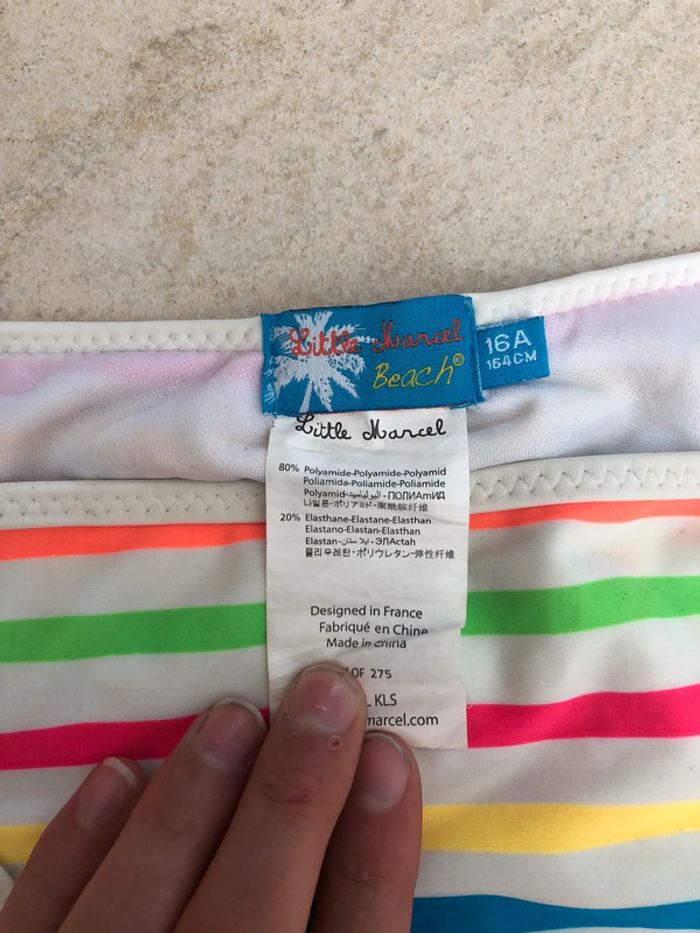 Little Marcel
Beach©
16A
164CM
Little Marcel
80% Polyamide-Polyamide-Polyamid
Poliamida-Poliamide-Poliamide
Polyamid-البولياميد-ПОЛИАМИД
나일론-ポリアミド-聚酰胺纤维
20% Elasthane-Elastane-Elasthan
Elastano-Elastan-Elasthan
Elastan-ايلاستان-ЭЛАстан
폴리우레탄-ポリウレタン-弹性纤维
Designed in France
Fabriqué en Chine
Made in China
OF 275
KLS
marcel.com